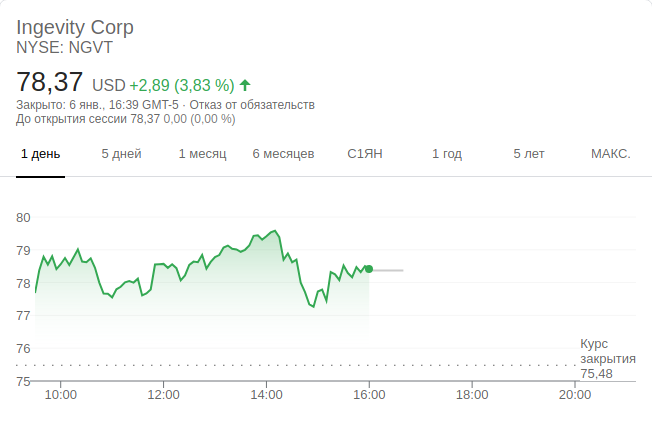 Ingevity Corp
NYSE: NGVT
78,37 USD +2,89 (3,83 %)
Закрыто: 6 янв., 16:39 GMT-5 · Отказ от обязательств
До открытия сессии 78,37 0,00 (0,00 %)
1 день 5 дней 1 месяц 6 месяцев С1ЯН 1 год 5 лет МАКС.
80
79
78
77
76
Курс
закрытия
75,48
75
10:00 12:00 14:00 16:00 18:00 20:00